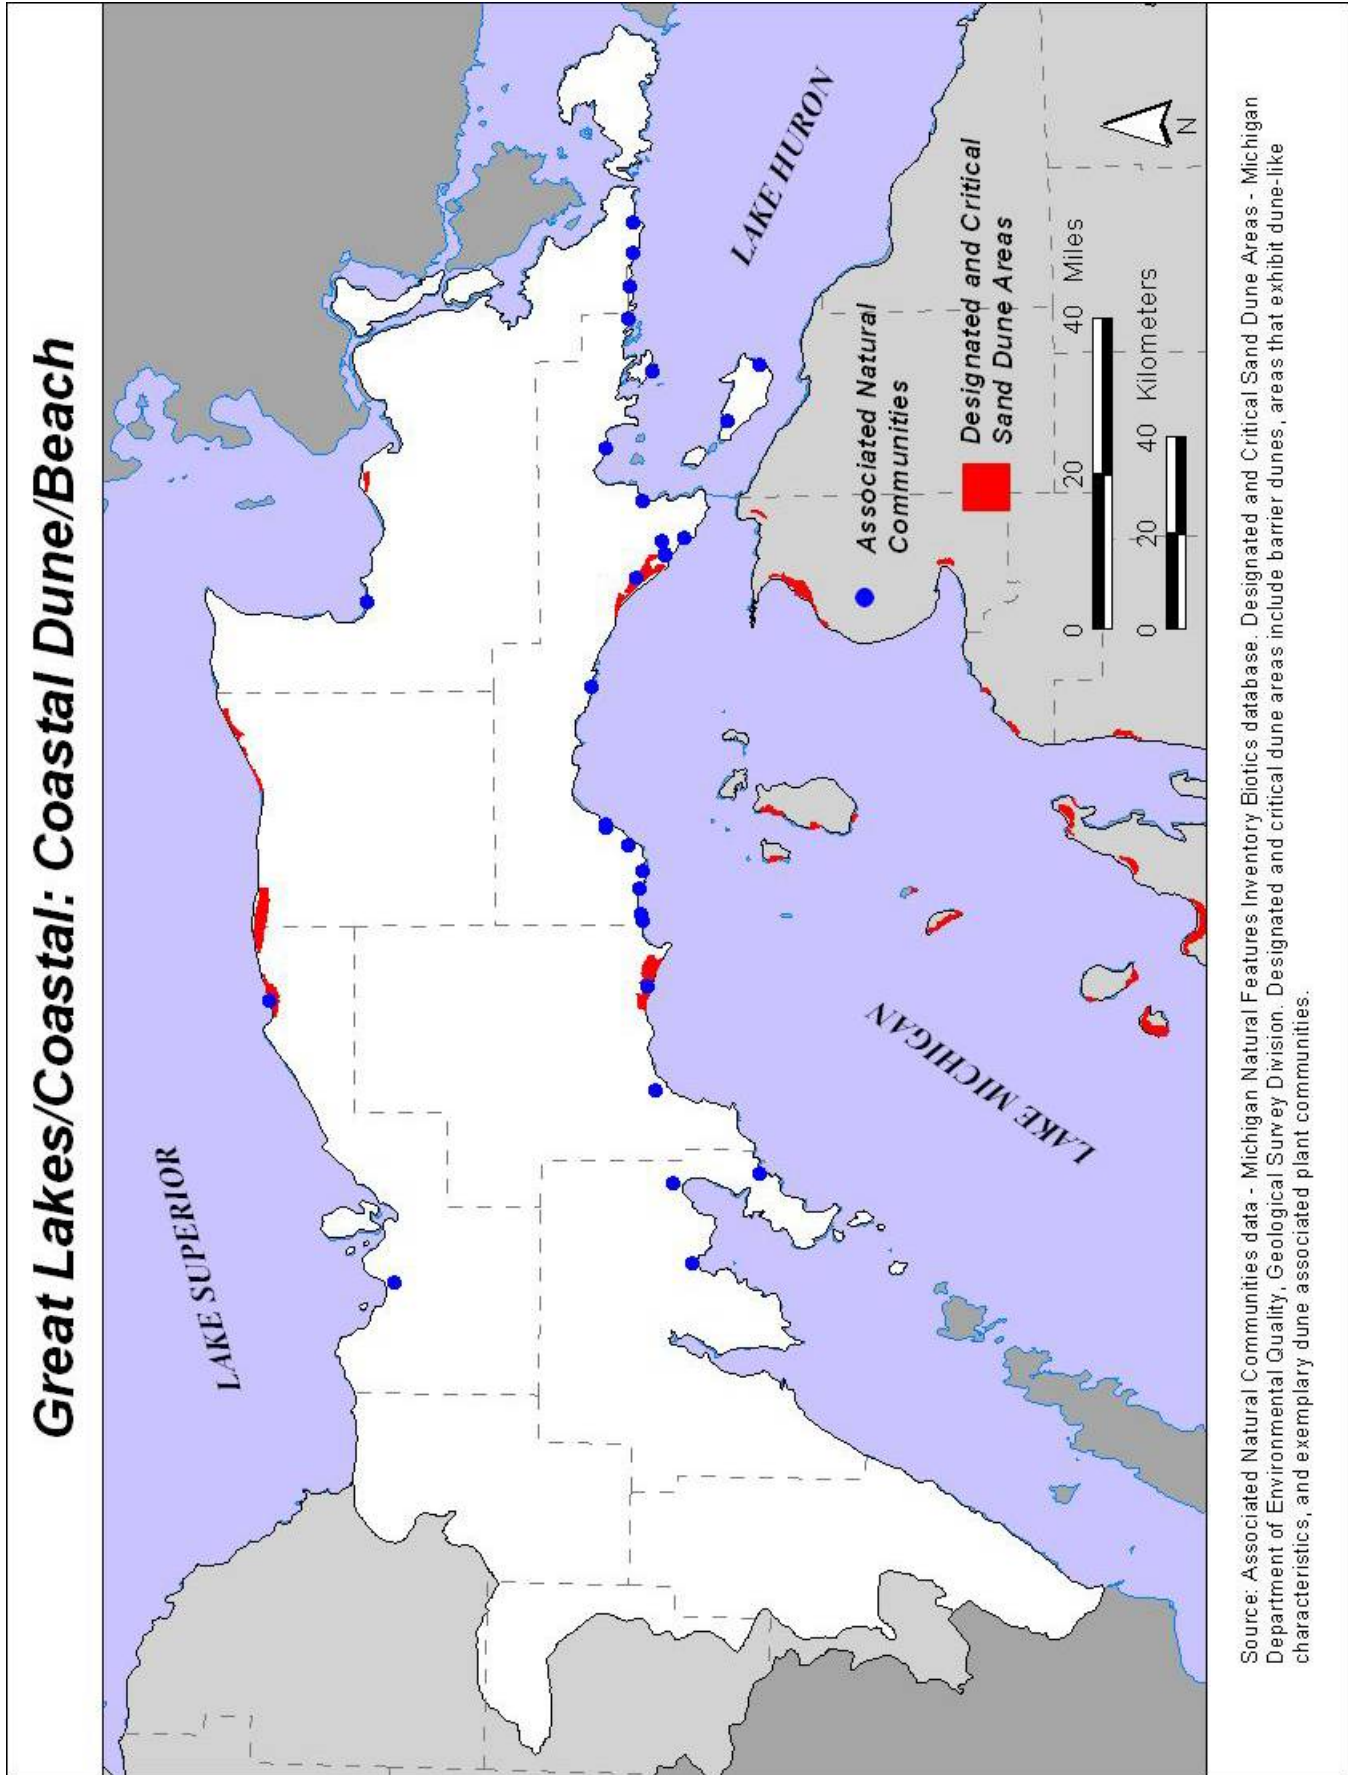 Great Lakes/Coastal: Coastal Dune/Beach
LAKE SUPERIOR
LAKE HURON
LAKE MICHIGAN
Associated Natural
Communities
Designated and Critical
Sand Dune Areas
0 20 40 Miles
0 20 40 Kilometers
N
Source: Associated Natural Communities data - Michigan Natural Features Inventory Biotics database. Designated and Critical Sand Dune Areas - Michigan
Department of Environmental Quality, Geological Survey Division. Designated and critical dune areas include barrier dunes, areas that exhibit dune-like
characteristics, and exemplary dune associated plant communities.